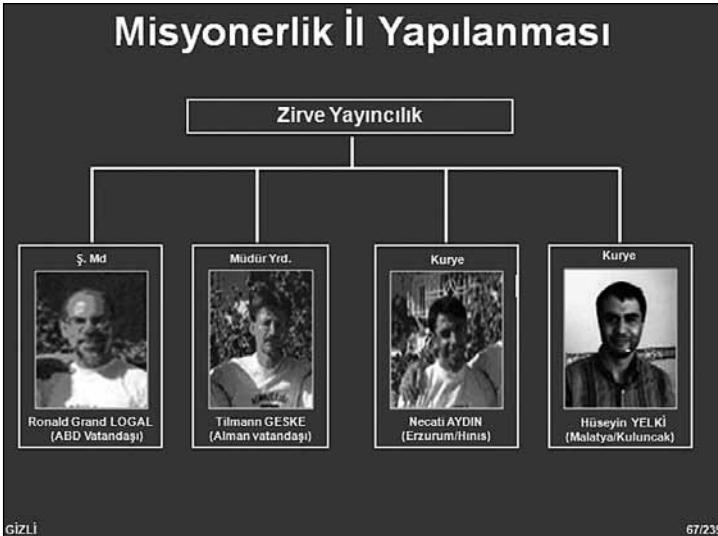 Misyonerlik İl Yapılanması
Zirve Yayıncılık
Ş. Md
Müdür Yrd.
Kurye
Kurye
Ronald Grand LOGAL
(ABD Vatandaşı)
Tilmann GESKE
(Alman vatandaşı)
Necati AYDIN
(Erzurum/Hınıs)
Hüseyin YELKİ
(Malatya/Kuluncak)
GİZLİ
67/239